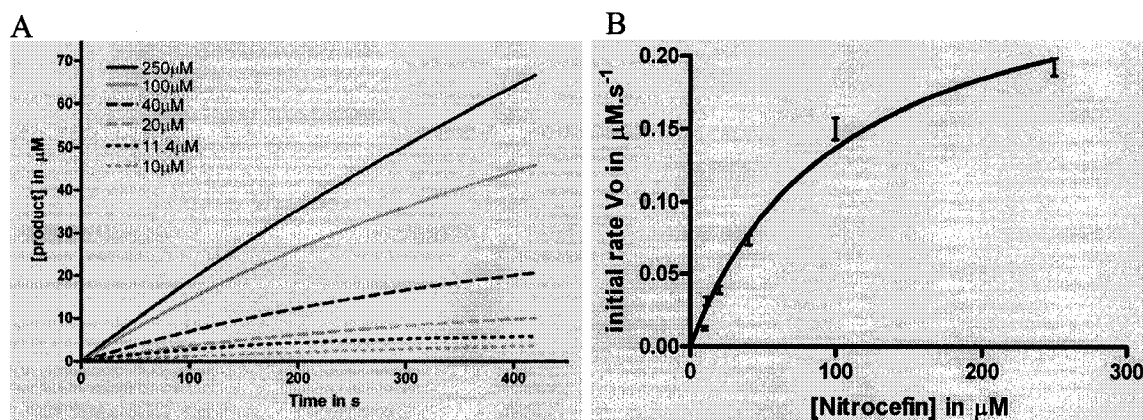 A
[product] in µM
70
60
50
40
30
20
10
0
250µM
100µM
40µM
20µM
11.4µM
10µM
0
100
200
300
400
Time in s
B
initial rate Vo in µM.s⁻¹
0.20
0.15
0.10
0.05
0.00
0
100
200
300
[Nitrocefin] in µM